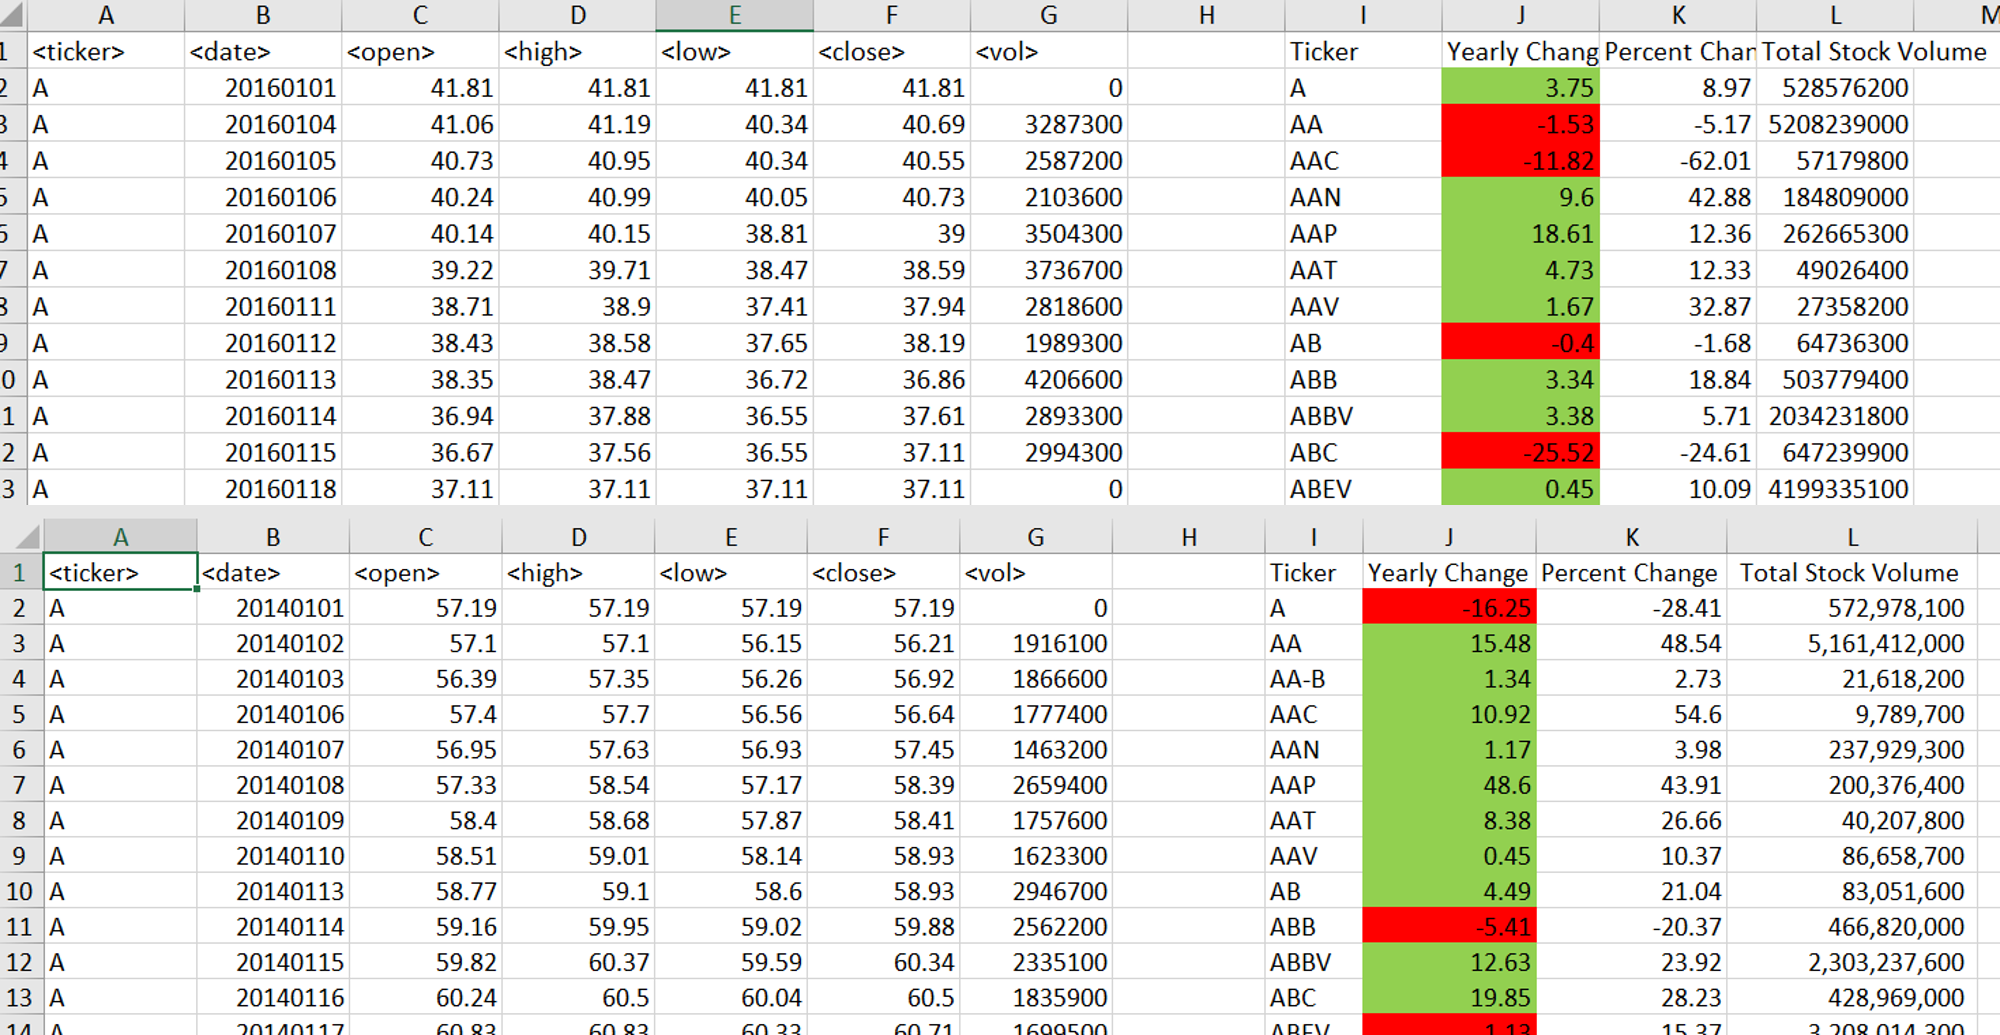 A B C D E F G H I J K L M
1 <ticker> <date> <open> <high> <low> <close> <vol> Ticker Yearly Chang Percent Chan Total Stock Volume
2 A 20160101 41.81 41.81 41.81 41.81 0 A 3.75 8.97 528576200
3 A 20160104 41.06 41.19 40.34 40.69 3287300 AA -1.53 -5.17 5208239000
4 A 20160105 40.73 40.95 40.34 40.55 2587200 AAC -11.82 -62.01 57179800
5 A 20160106 40.24 40.99 40.05 40.73 2103600 AAN 9.6 42.88 184809000
6 A 20160107 40.14 40.15 38.81 39 3504300 AAP 18.61 12.36 262665300
7 A 20160108 39.22 39.71 38.47 38.59 3736700 AAT 4.73 12.33 49026400
8 A 20160111 38.71 38.9 37.41 37.94 2818600 AAV 1.67 32.87 27358200
9 A 20160112 38.43 38.58 37.65 38.19 1989300 AB -0.4 -1.68 64736300
0 A 20160113 38.35 38.47 36.72 36.86 4206600 ABB 3.34 18.84 503779400
1 A 20160114 36.94 37.88 36.55 37.61 2893300 ABBV 3.38 5.71 2034231800
2 A 20160115 36.67 37.56 36.55 37.11 2994300 ABC -25.52 -24.61 647239900
3 A 20160118 37.11 37.11 37.11 37.11 0 ABEV 0.45 10.09 4199335100
A B C D E F G H I J K L
1 <ticker> <date> <open> <high> <low> <close> <vol> Ticker Yearly Change Percent Change Total Stock Volume
2 A 20140101 57.19 57.19 57.19 57.19 0 A -16.25 -28.41 572,978,100
3 A 20140102 57.1 57.1 56.15 56.21 1916100 AA 15.48 48.54 5,161,412,000
4 A 20140103 56.39 57.35 56.26 56.92 1866600 AA-B 1.34 2.73 21,618,200
5 A 20140106 57.4 57.7 56.56 56.64 1777400 AAC 10.92 54.6 9,789,700
6 A 20140107 56.95 57.63 56.93 57.45 1463200 AAN 1.17 3.98 237,929,300
7 A 20140108 57.33 58.54 57.17 58.39 2659400 AAP 48.6 43.91 200,376,400
8 A 20140109 58.4 58.68 57.87 58.41 1757600 AAT 8.38 26.66 40,207,800
9 A 20140110 58.51 59.01 58.14 58.93 1623300 AAV 0.45 10.37 86,658,700
10 A 20140113 58.77 59.1 58.6 58.93 2946700 AB 4.49 21.04 83,051,600
11 A 20140114 59.16 59.95 59.02 59.88 2562200 ABB -5.41 -20.37 466,820,000
12 A 20140115 59.82 60.37 59.59 60.34 2335100 ABBV 12.63 23.92 2,303,237,600
13 A 20140116 60.24 60.5 60.04 60.5 1835900 ABC 19.85 28.23 428,969,000
14 A 20140117 60.83 60.83 60.33 60.71 1699500 ABEV -1.13 -15.37 3,208,014,300